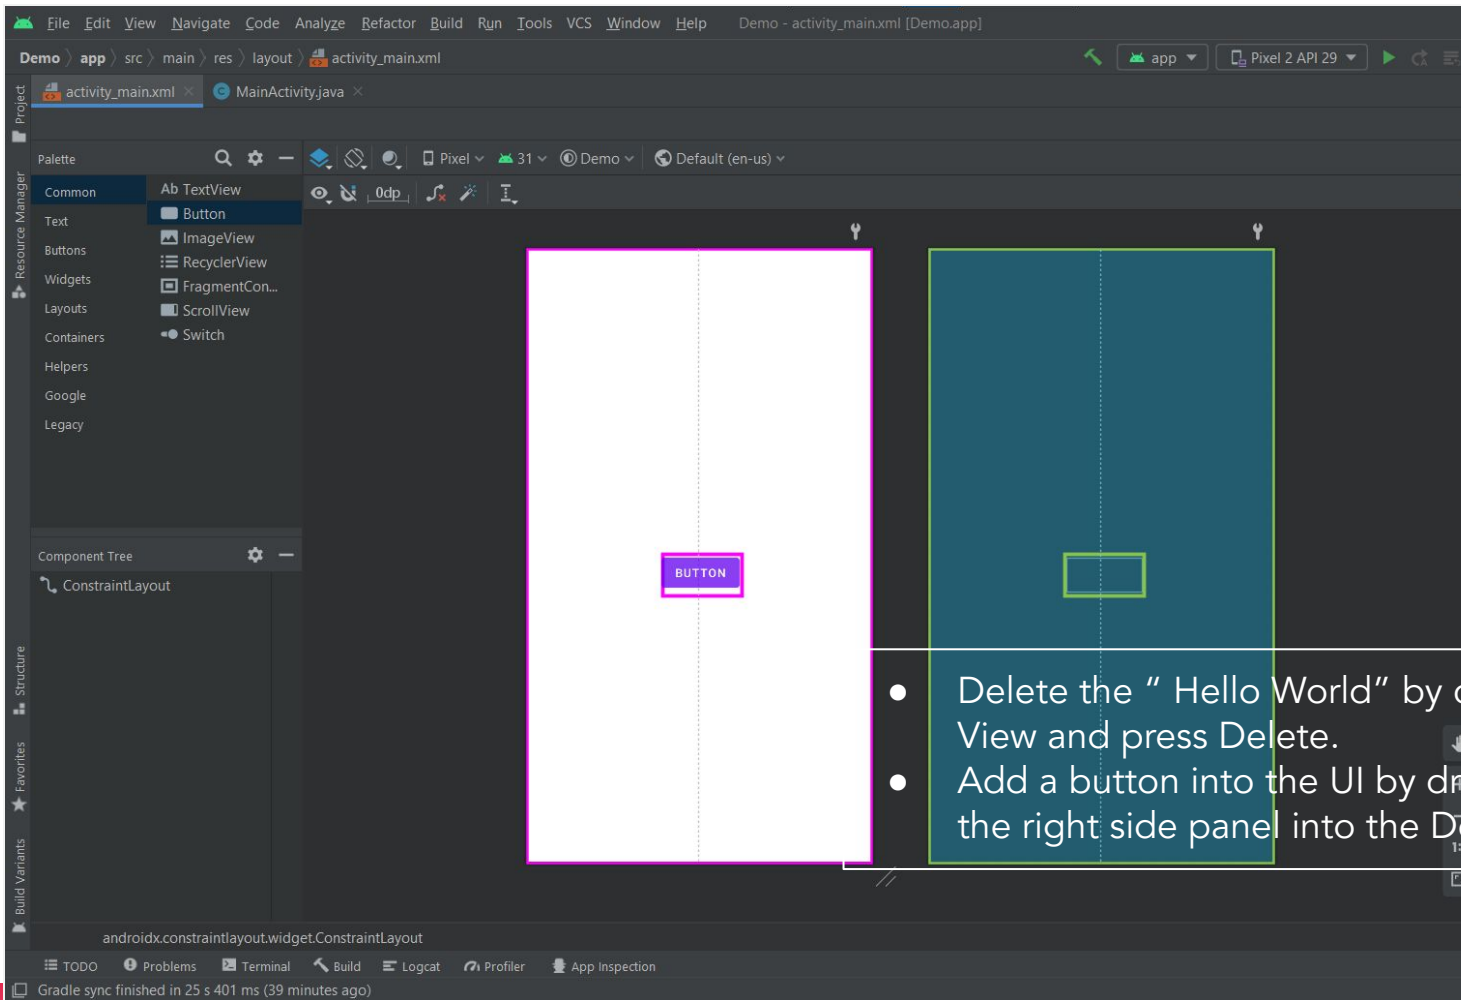 File Edit View Navigate Code Analyze Refactor Build Run Tools VCS Window Help Demo - activity_main.xml [Demo.app]
Demo app src main res layout activity_main.xml app Pixel 2 API 29
activity_main.xml MainActivity.java
Project
Resource Manager
Structure
Favorites
Build Variants
Palette
Common
Text
Buttons
Widgets
Layouts
Containers
Helpers
Google
Legacy
Ab TextView
Button
ImageView
RecyclerView
FragmentCon...
ScrollView
Switch
Pixel 31 Demo Default (en-us)
0dp
BUTTON
Component Tree
ConstraintLayout
● Delete the “ Hello World” by
View and press Delete.
● Add a button into the UI by
the right side panel into the
androidx.constraintlayout.widget.ConstraintLayout
TODO Problems Terminal Build Logcat Profiler App Inspection
Gradle sync finished in 25 s 401 ms (39 minutes ago)